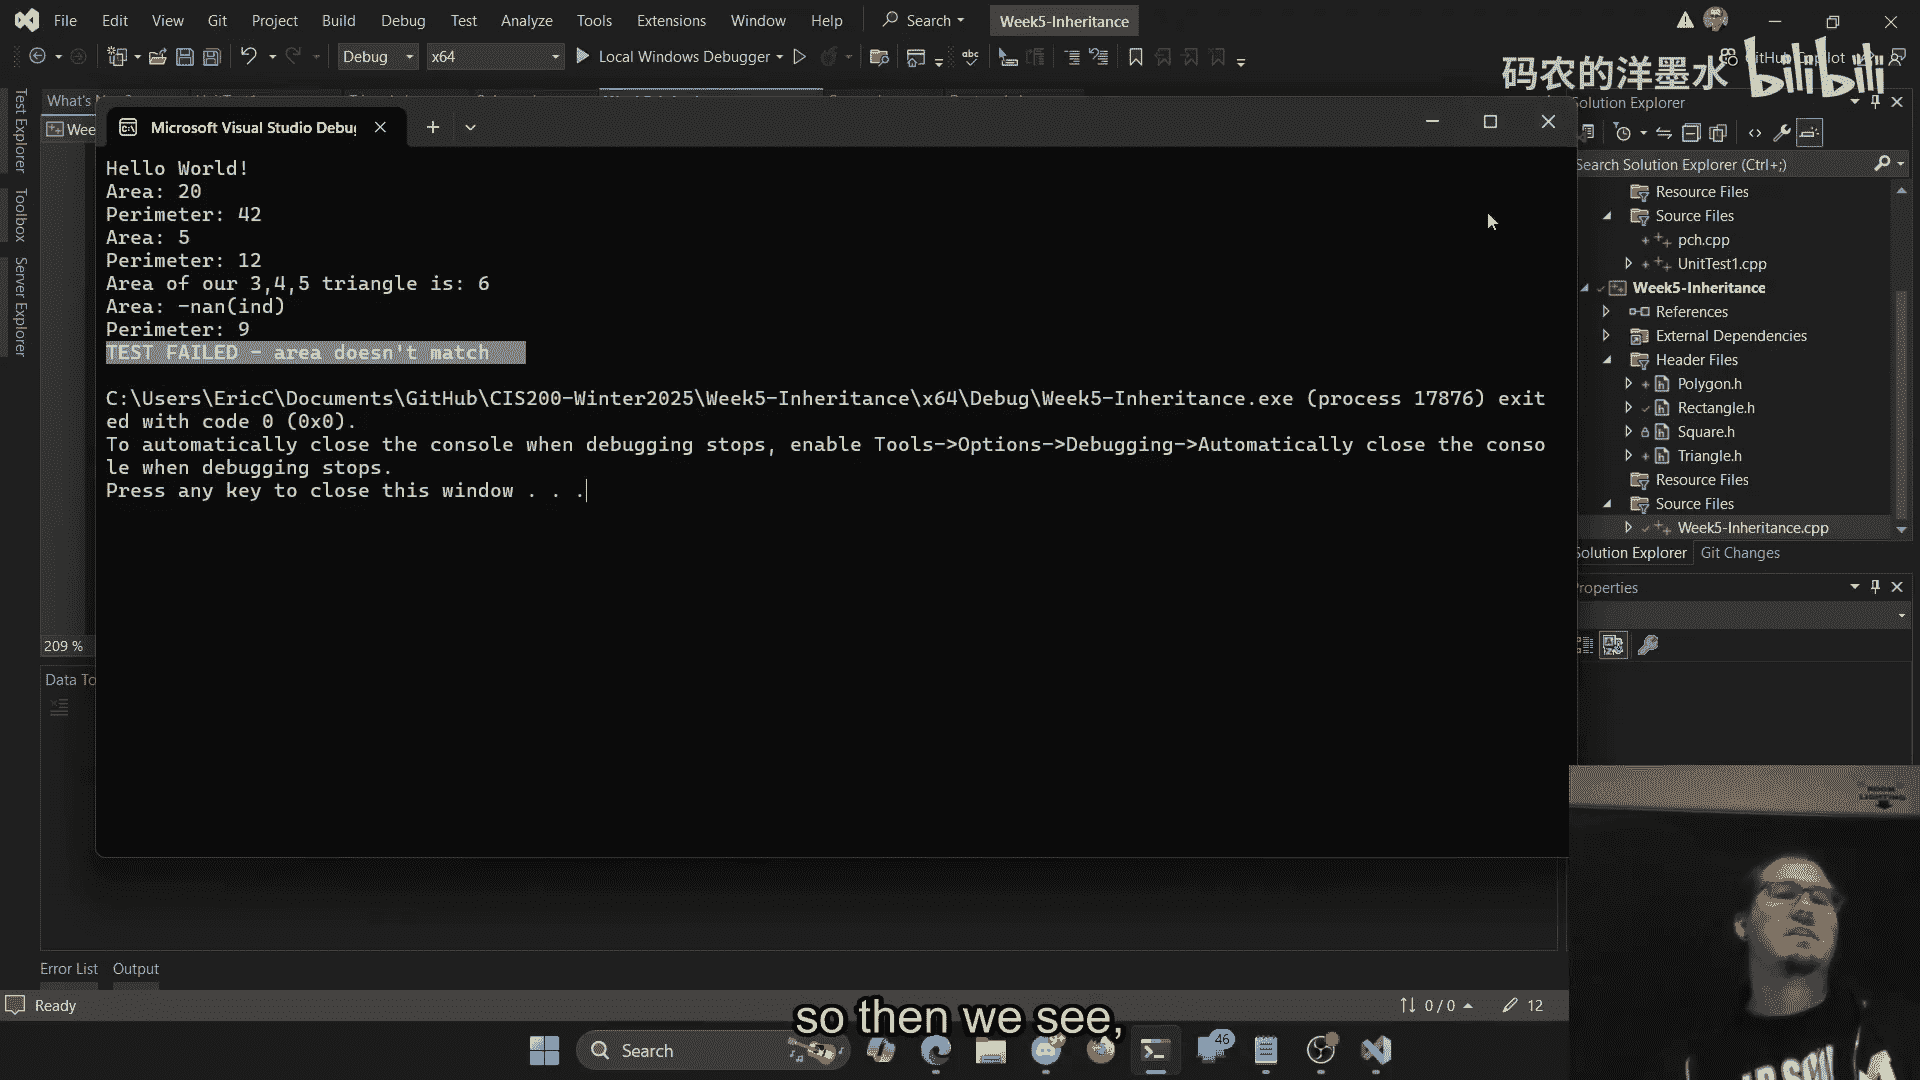 File Edit View Git Project Build Debug Test Analyze Tools Extensions Window Help Search Week5-Inheritance
Debug x64 Local Windows Debugger
码农的洋墨水 bilibili
What's
Wee
Test Explorer
Toolbox
Server Explorer
Microsoft Visual Studio Debug
Hello World!
Area: 20
Perimeter: 42
Area: 5
Perimeter: 12
Area of our 3,4,5 triangle is: 6
Area: -nan(ind)
Perimeter: 9
TEST FAILED - area doesn't match
C:\Users\EricC\Documents\GitHub\CIS200-Winter2025\Week5-Inheritance\x64\Debug\Week5-Inheritance.exe (process 17876) exit
ed with code 0 (0x0).
To automatically close the console when debugging stops, enable Tools->Options->Debugging->Automatically close the conso
le when debugging stops.
Press any key to close this window . . .
Solution Explorer
Search Solution Explorer (Ctrl+;)
Resource Files
Source Files
pch.cpp
UnitTest1.cpp
Week5-Inheritance
References
External Dependencies
Header Files
Polygon.h
Rectangle.h
Square.h
Triangle.h
Resource Files
Source Files
Week5-Inheritance.cpp
Solution Explorer Git Changes
Properties
209 %
Data To
Error List Output
Ready
0 / 0
12
so then we see,
Search
46